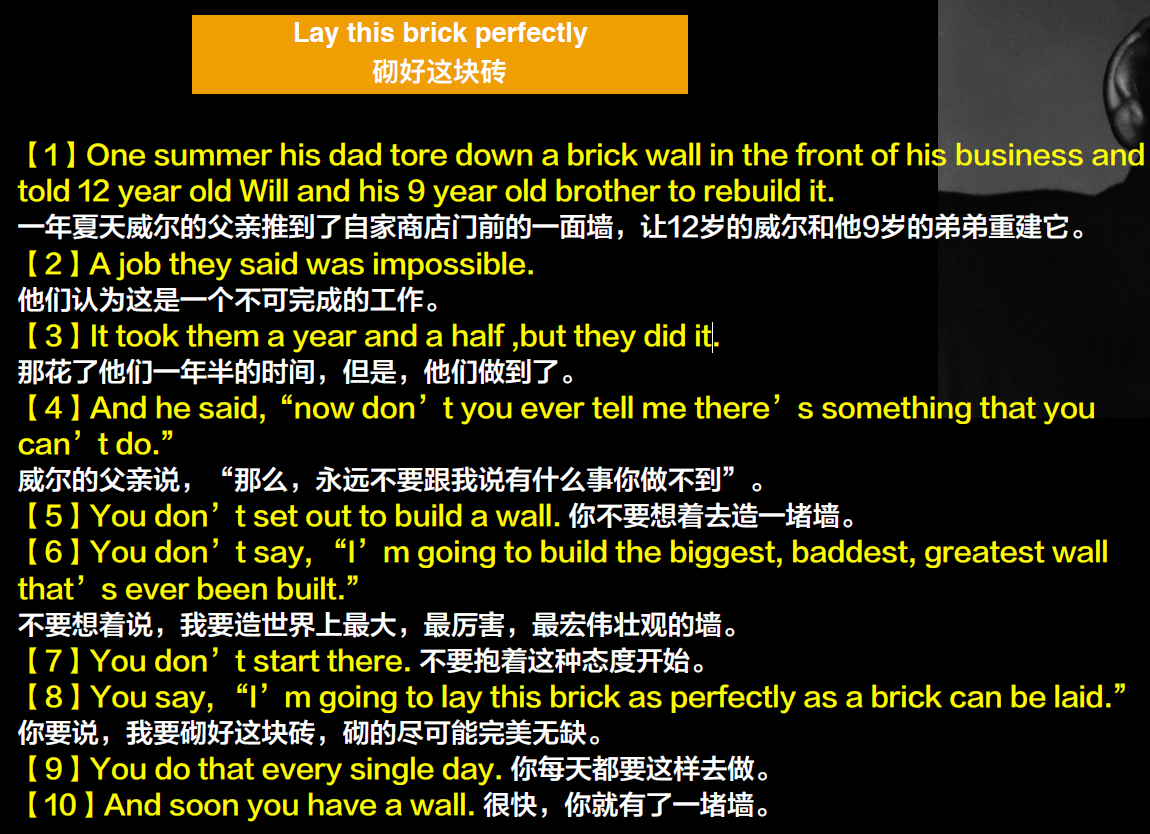 Lay this brick perfectly
砌好这块砖
【1】One summer his dad tore down a brick wall in the front of his business and
told 12 year old Will and his 9 year old brother to rebuild it.
一年夏天威尔的父亲推到了自家商店门前的一面墙，让12岁的威尔和他9岁的弟弟重建它。
【2】A job they said was impossible.
他们认为这是一个不可完成的工作。
【3】It took them a year and a half ,but they did it.
那花了他们一年半的时间，但是，他们做到了。
【4】And he said,“now don’t you ever tell me there’s something that you
can’t do.”
威尔的父亲说，“那么，永远不要跟我说有什么事你做不到”。
【5】You don’t set out to build a wall. 你不要想着去造一堵墙。
【6】You don’t say,“I’m going to build the biggest, baddest, greatest wall
that’s ever been built.”
不要想着说，我要造世界上最大，最厉害，最宏伟壮观的墙。
【7】You don’t start there. 不要抱着这种态度开始。
【8】You say,“I’m going to lay this brick as perfectly as a brick can be laid.”
你要说，我要砌好这块砖，砌的尽可能完美无缺。
【9】You do that every single day. 你每天都要这样去做。
【10】And soon you have a wall. 很快，你就有了一堵墙。